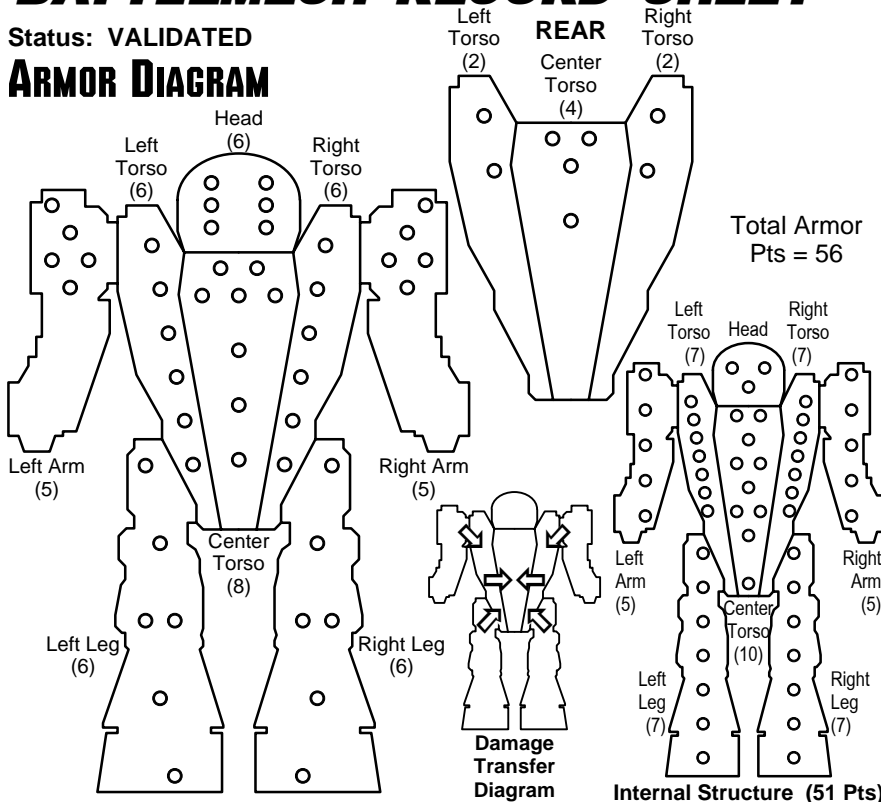 BATTLEMECH RECORD SHEET
Status: VALIDATED
ARMOR DIAGRAM
Head
(6)
Left
Torso
(6)
Right
Torso
(6)
Left Arm
(5)
Right Arm
(5)
Center
Torso
(8)
Left Leg
(6)
Right Leg
(6)
REAR
Left
Torso
(2)
Center
Torso
(4)
Right
Torso
(2)
Total Armor
Pts = 56
Left
Torso
(7)
Head
Right
Torso
(7)
Left
Arm
(5)
Right
Arm
(5)
Center
Torso
(10)
Left
Leg
(7)
Right
Leg
(7)
Damage
Transfer
Diagram
Internal Structure (51 Pts)